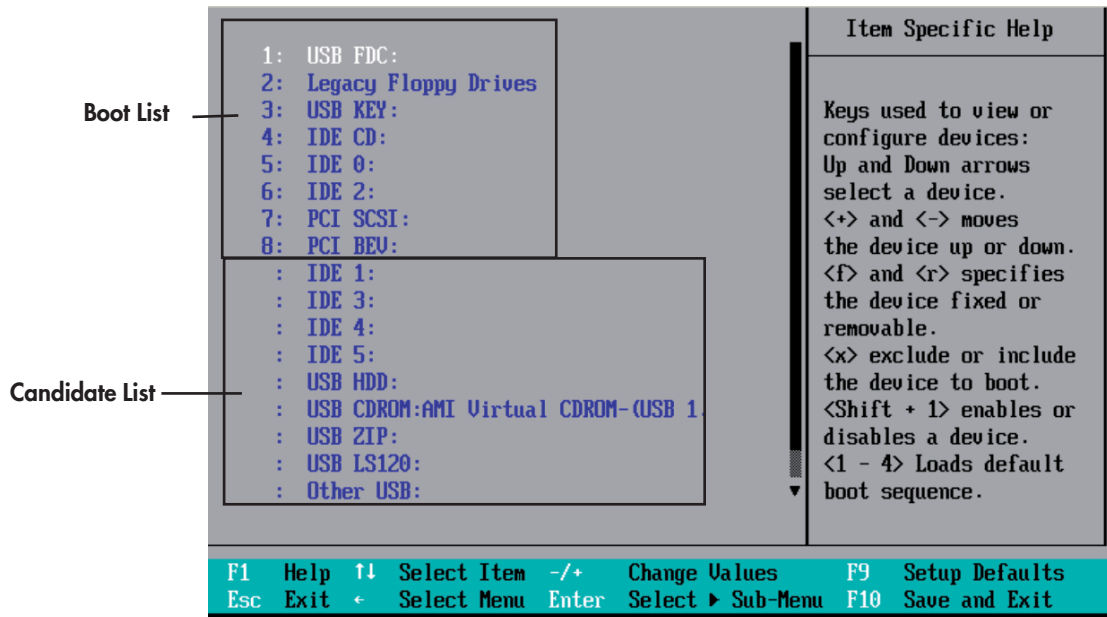 Item Specific Help
1: USB FDC:
2: Legacy Floppy Drives
Boot List
3: USB KEY:
4: IDE CD:
5: IDE 0:
6: IDE 2:
7: PCI SCSI:
8: PCI BEV:
: IDE 1:
: IDE 3:
: IDE 4:
: IDE 5:
Candidate List
: USB HDD:
: USB CDROM:AMI Virtual CDROM-(USB 1.
: USB ZIP:
: USB LS120:
: Other USB:
Keys used to view or
configure devices:
Up and Down arrows
select a device.
<+> and <-> moves
the device up or down.
<f> and <r> specifies
the device fixed or
removable.
<x> exclude or include
the device to boot.
<Shift + 1> enables or
disables a device.
<1 - 4> Loads default
boot sequence.
F1 Help ↑↓ Select Item -/+ Change Values F9 Setup Defaults
Esc Exit ← Select Menu Enter Select ▶ Sub-Menu F10 Save and Exit